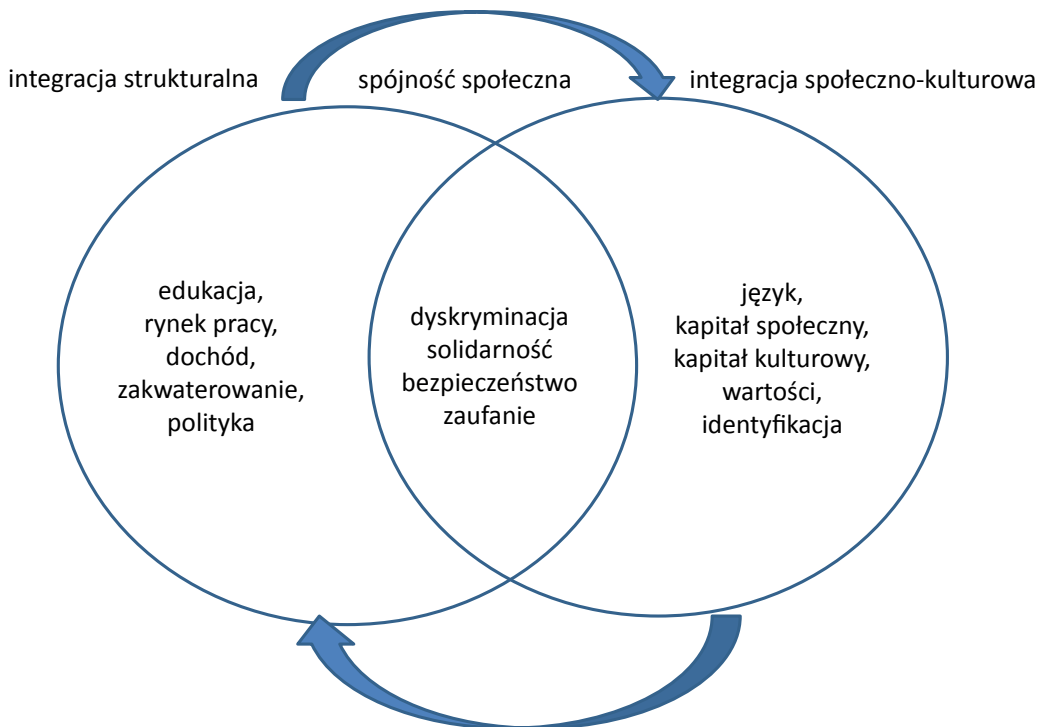 integracja strukturalna
spójność społeczna
integracja społeczno-kulturowa
edukacja,
rynek pracy,
dochód,
zakwaterowanie,
polityka
dyskryminacja
solidarność
bezpieczeństwo
zaufanie
język,
kapitał społeczny,
kapitał kulturowy,
wartości,
identyfikacja